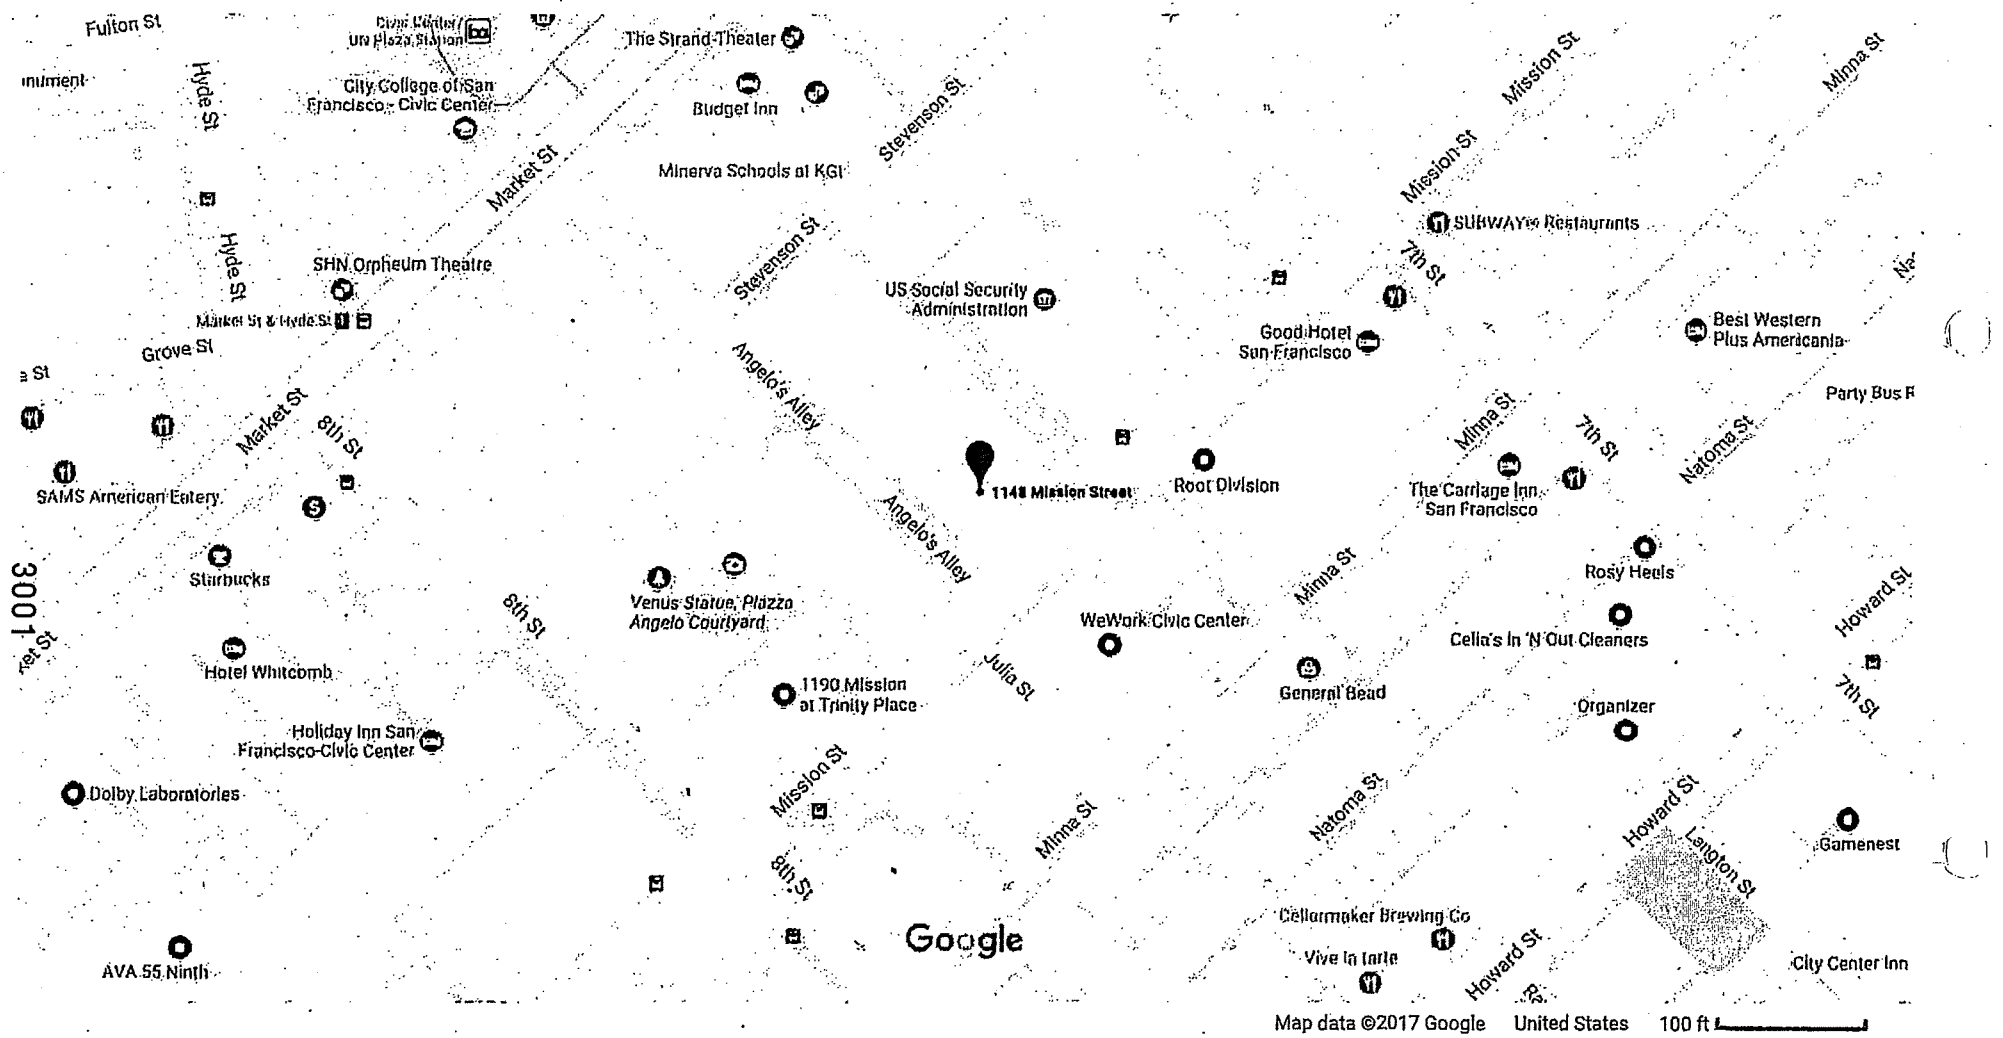 Fulton St
Civic Center/
UN Plaza Station
The Strand Theater
Mission St
Minna St
Hyde St
City College of San
Francisco - Civic Center
Budget Inn
Stevenson St
Market St
Minerva Schools at KGI
Mission St
SUBWAY® Restaurants
Hyde St
SHN Orpheum Theatre
Stevenson St
7th St
US Social Security
Administration
Market St & Hyde St
Grove St
Good Hotel
San Francisco
Best Western
Plus Americania
Angelo's Alley
Party Bus R
Market St
8th St
Minna St
7th St
Natoma St
SAMS American Eatery
1148 Mission Street
Root Division
The Carriage Inn,
San Francisco
Angelo's Alley
Starbucks
3001
Minna St
Rosy Heels
Howard St
Venus Statue, Piazza
Angelo Courtyard
8th St
WeWork Civic Center
Celia's In 'N Out Cleaners
ket St
Hotel Whitcomb
Julia St
General Bead
1190 Mission
at Trinity Place
7th St
Organizer
Holiday Inn San
Francisco-Civic Center
Mission St
Dolby Laboratories
Minna St
Natoma St
Howard St
Langton St
Gamenest
8th St
Cellarmaker Brewing Co
Google
Vive la tarte
Howard St
AVA 55 Ninth
City Center Inn
Map data ©2017 Google United States 100 ft